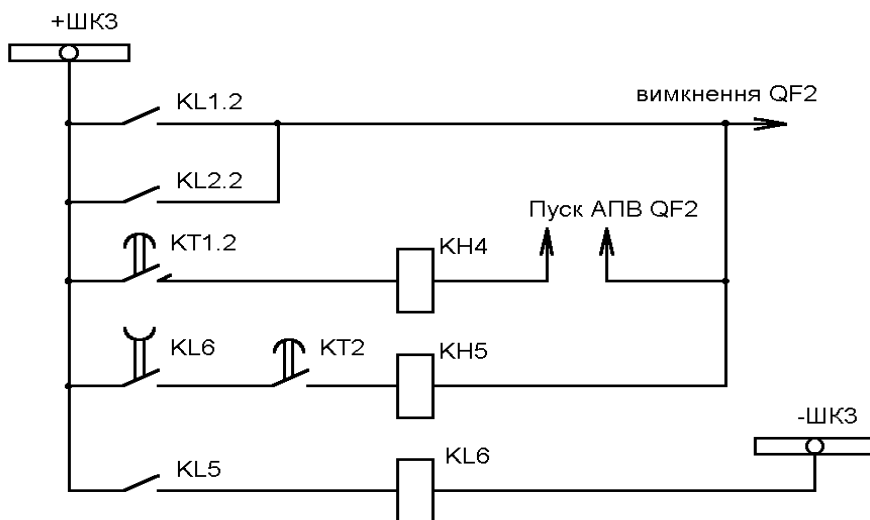 +ШКЗ
KL1.2
вимкнення QF2
KL2.2
Пуск АПВ QF2
KT1.2
KH4
KL6
KT2
KH5
-ШКЗ
KL5
KL6